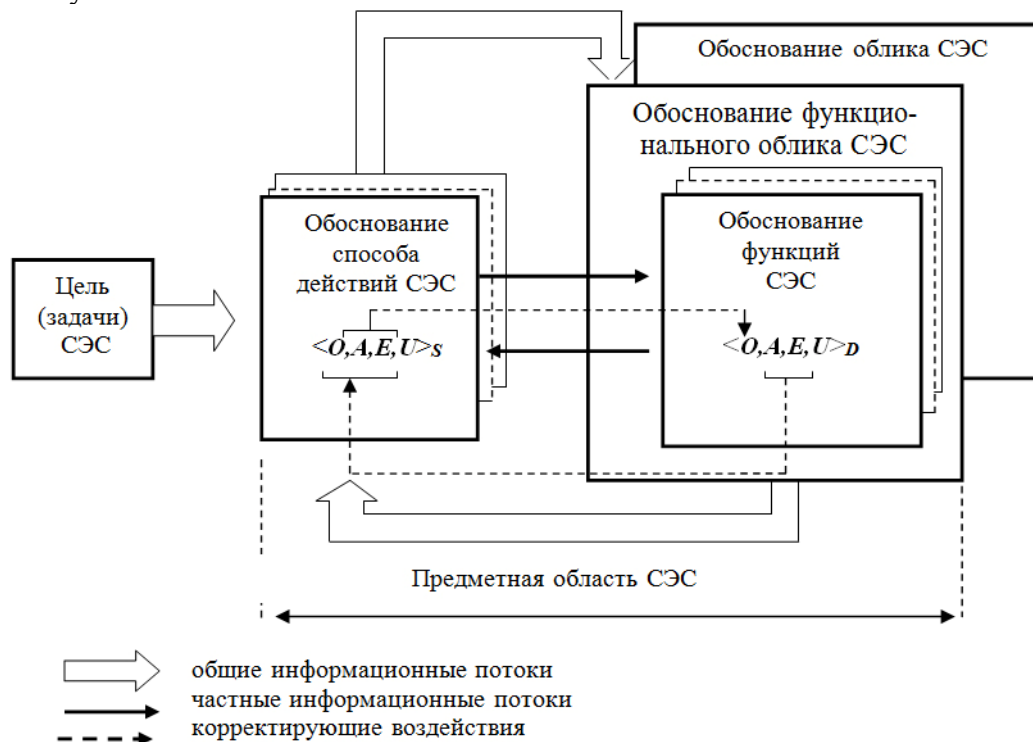 Обоснование облика СЭС
Обоснование функцио-
нального облика СЭС
Обоснование
способа
действий СЭС
<O,A,E,U>S
Обоснование
функций
СЭС
<O,A,E,U>D
Цель
(задачи)
СЭС
Предметная область СЭС
общие информационные потоки
частные информационные потоки
корректирующие воздействия